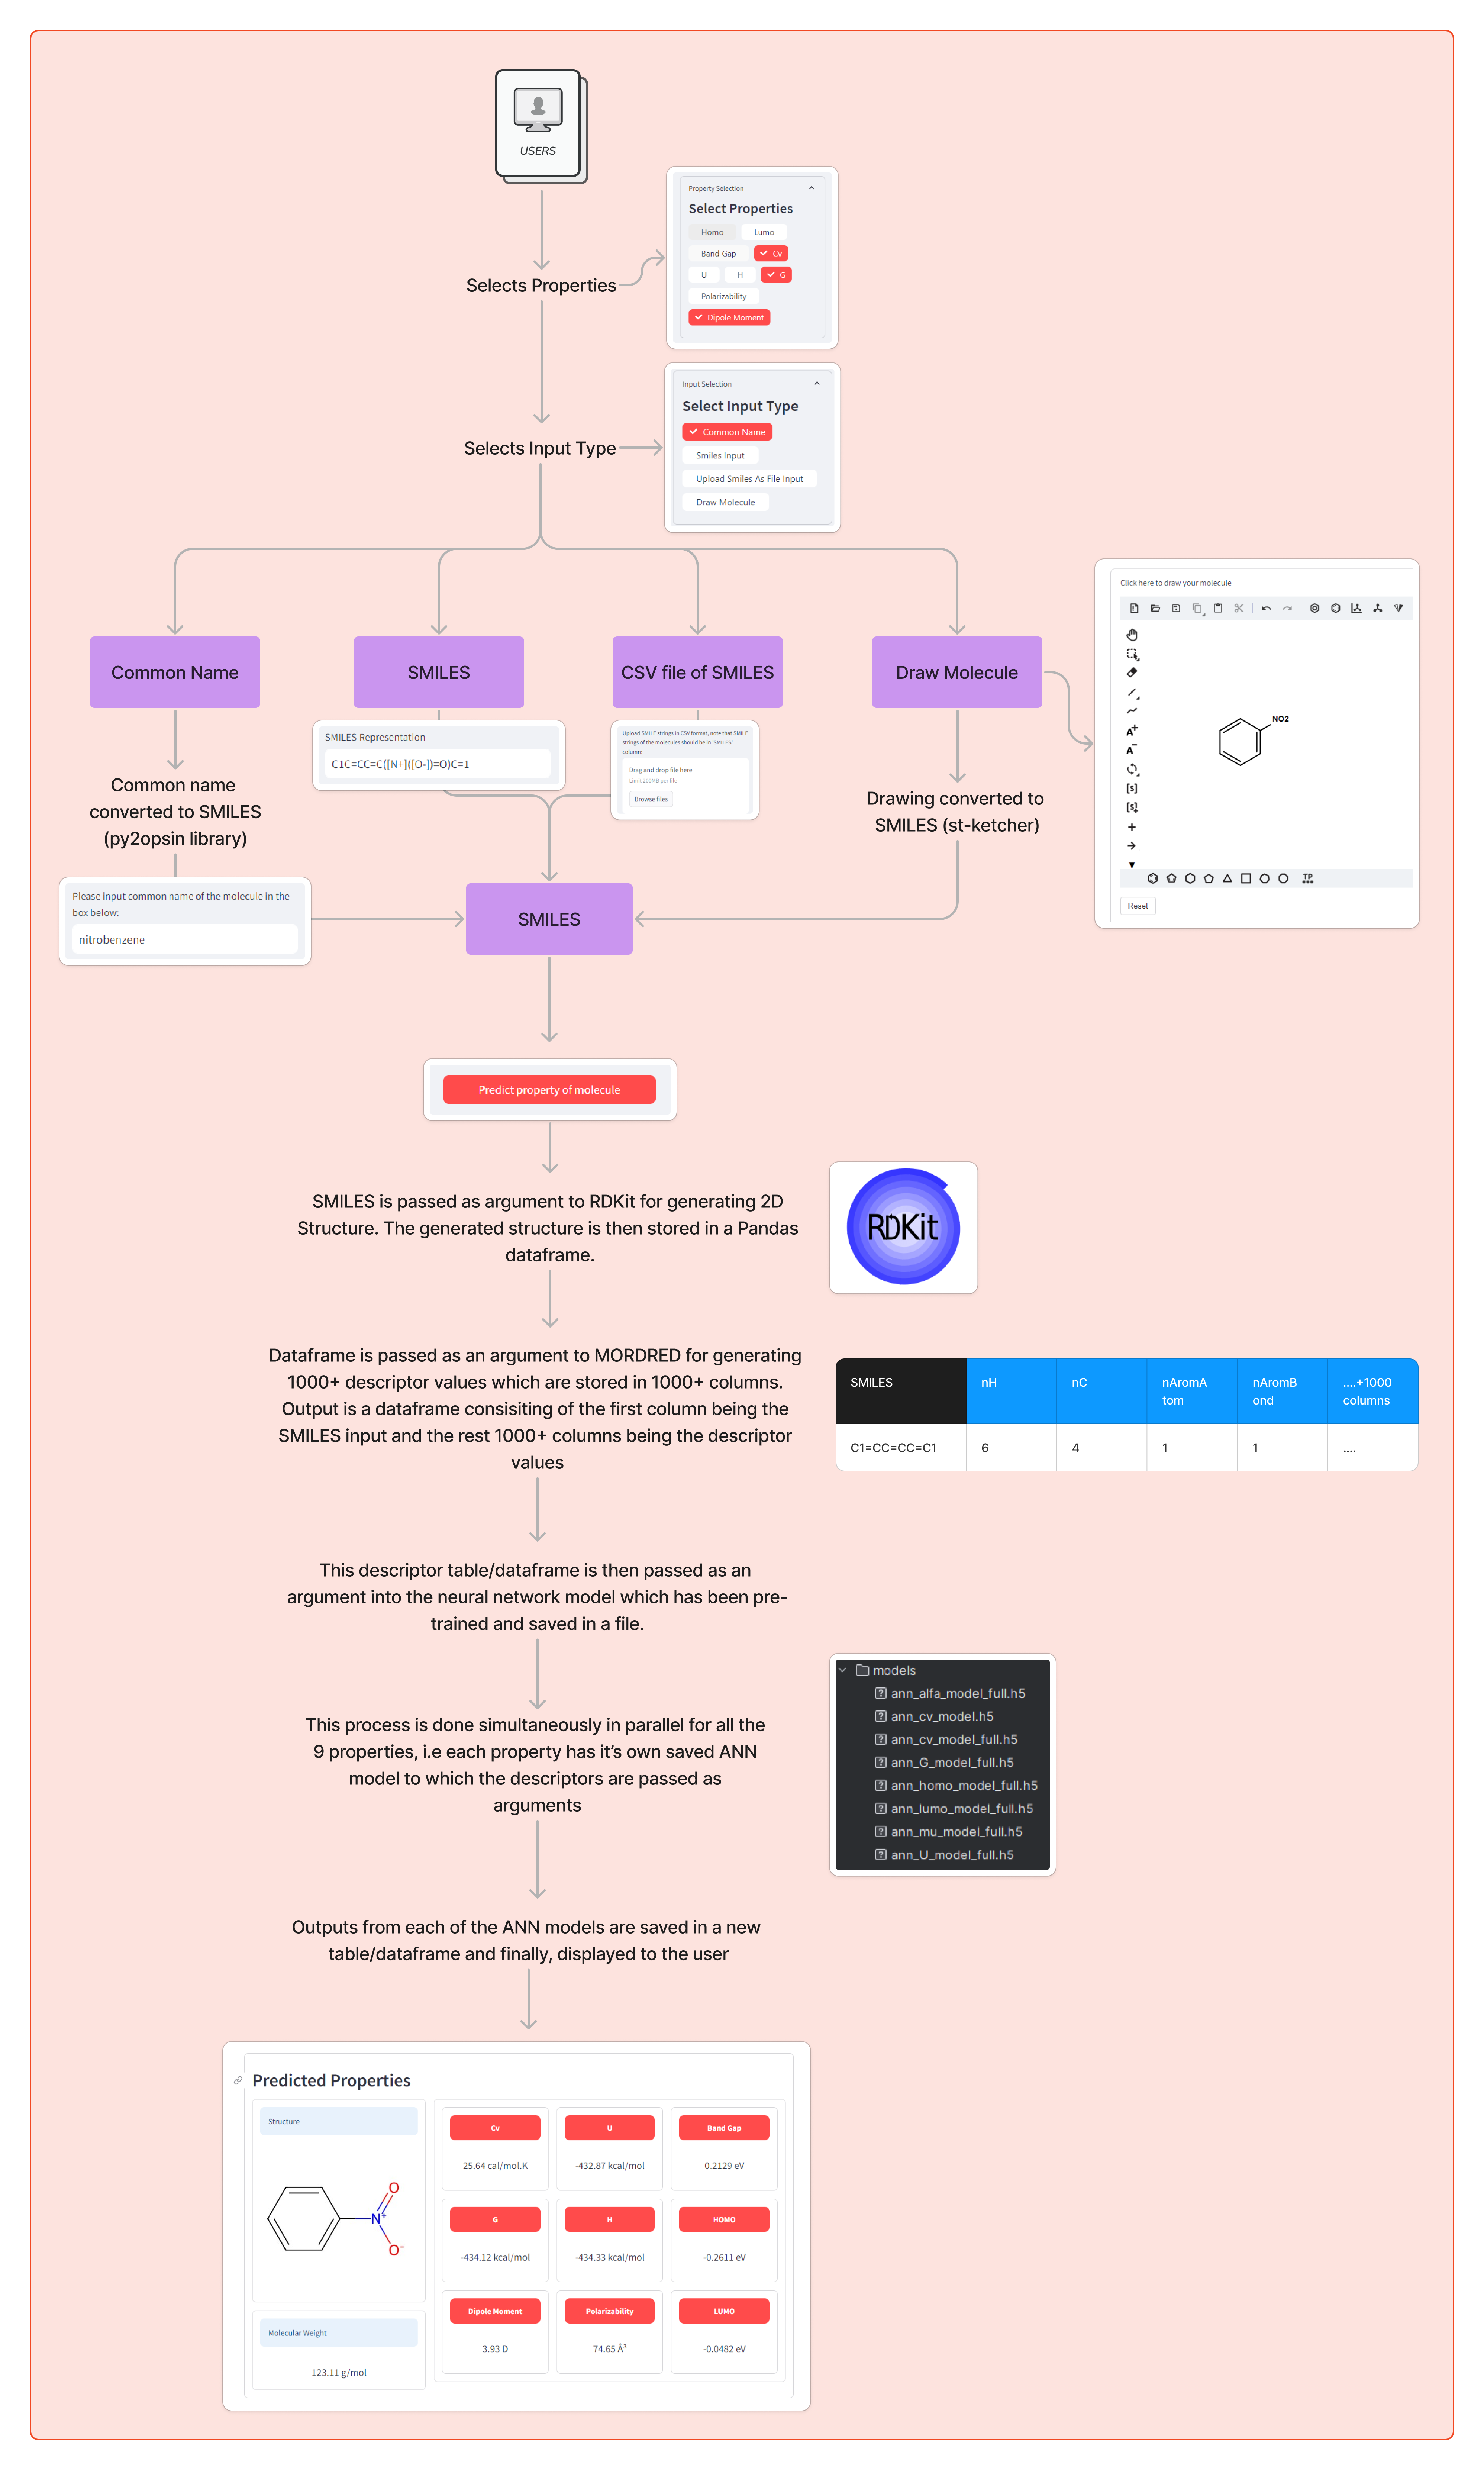 USERS
Property Selection
Select Properties
Homo
Lumo
Band Gap
Cv
U
H
G
Polarizability
Dipole Moment
Selects Properties
Input Selection
Select Input Type
Common Name
Smiles Input
Upload Smiles As File Input
Draw Molecule
Selects Input Type
Common Name
SMILES
CSV file of SMILES
Draw Molecule
Click here to draw your molecule
NO2
A+
A-
[S]
[S]
TP
Reset
SMILES Representation
C1C=CC=C([N+]([O-])=O)C=1
Upload SMILE strings in CSV format, note that SMILE
strings of the molecules should be in 'SMILES'
column:
Drag and drop file here
Limit 200MB per file
Browse files
Common name
converted to SMILES
(py2opsin library)
Drawing converted to
SMILES (st-ketcher)
Please input common name of the molecule in the
box below:
nitrobenzene
SMILES
Predict property of molecule
SMILES is passed as argument to RDKit for generating 2D
Structure. The generated structure is then stored in a Pandas
dataframe.
RDKit
Dataframe is passed as an argument to MORDRED for generating
1000+ descriptor values which are stored in 1000+ columns.
Output is a dataframe consisiting of the first column being the
SMILES input and the rest 1000+ columns being the descriptor
values
SMILES
nH
nC
nAromA
tom
nAromB
ond
....+1000
columns
C1=CC=CC=C1
6
4
1
1
....
This descriptor table/dataframe is then passed as an
argument into the neural network model which has been pre-
trained and saved in a file.
This process is done simultaneously in parallel for all the
9 properties, i.e each property has it's own saved ANN
model to which the descriptors are passed as
arguments
models
ann_alfa_model_full.h5
ann_cv_model.h5
ann_cv_model_full.h5
ann_G_model_full.h5
ann_homo_model_full.h5
ann_lumo_model_full.h5
ann_mu_model_full.h5
ann_U_model_full.h5
Outputs from each of the ANN models are saved in a new
table/dataframe and finally, displayed to the user
Predicted Properties
Structure
O
N+
O-
Molecular Weight
123.11 g/mol
Cv
25.64 cal/mol.K
U
-432.87 kcal/mol
Band Gap
0.2129 eV
G
-434.12 kcal/mol
H
-434.33 kcal/mol
HOMO
-0.2611 eV
Dipole Moment
3.93 D
Polarizability
74.65 Å³
LUMO
-0.0482 eV